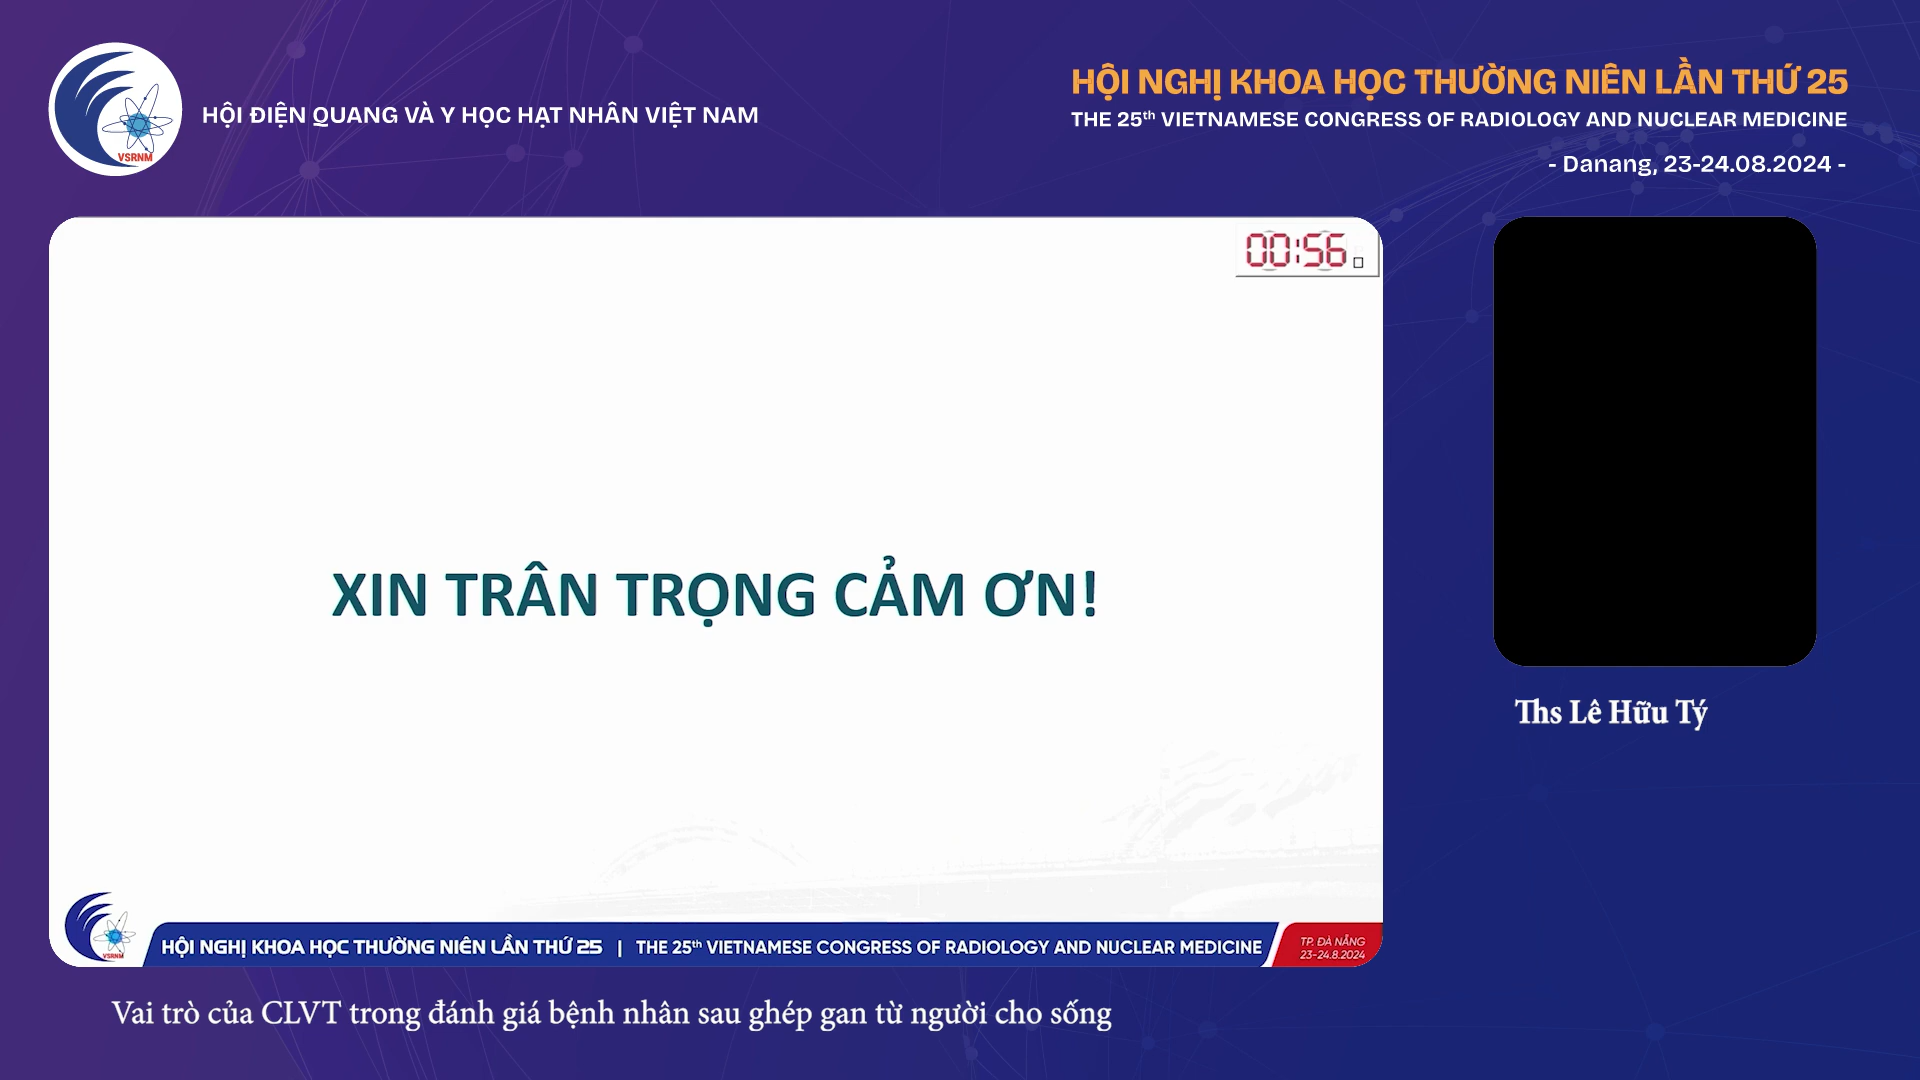 VSRNM
HỘI ĐIỆN QUANG VÀ Y HỌC HẠT NHÂN VIỆT NAM
HỘI NGHỊ KHOA HỌC THƯỜNG NIÊN LẦN THỨ 25
THE 25th VIETNAMESE CONGRESS OF RADIOLOGY AND NUCLEAR MEDICINE
- Danang, 23-24.08.2024 -
00:56
XIN TRÂN TRỌNG CẢM ƠN!
Ths Lê Hữu Tý
VSRNM
HỘI NGHỊ KHOA HỌC THƯỜNG NIÊN LẦN THỨ 25 | THE 25th VIETNAMESE CONGRESS OF RADIOLOGY AND NUCLEAR MEDICINE
TP. ĐÀ NẴNG
23-24.8.2024
Vai trò của CLVT trong đánh giá bệnh nhân sau ghép gan từ người cho sống